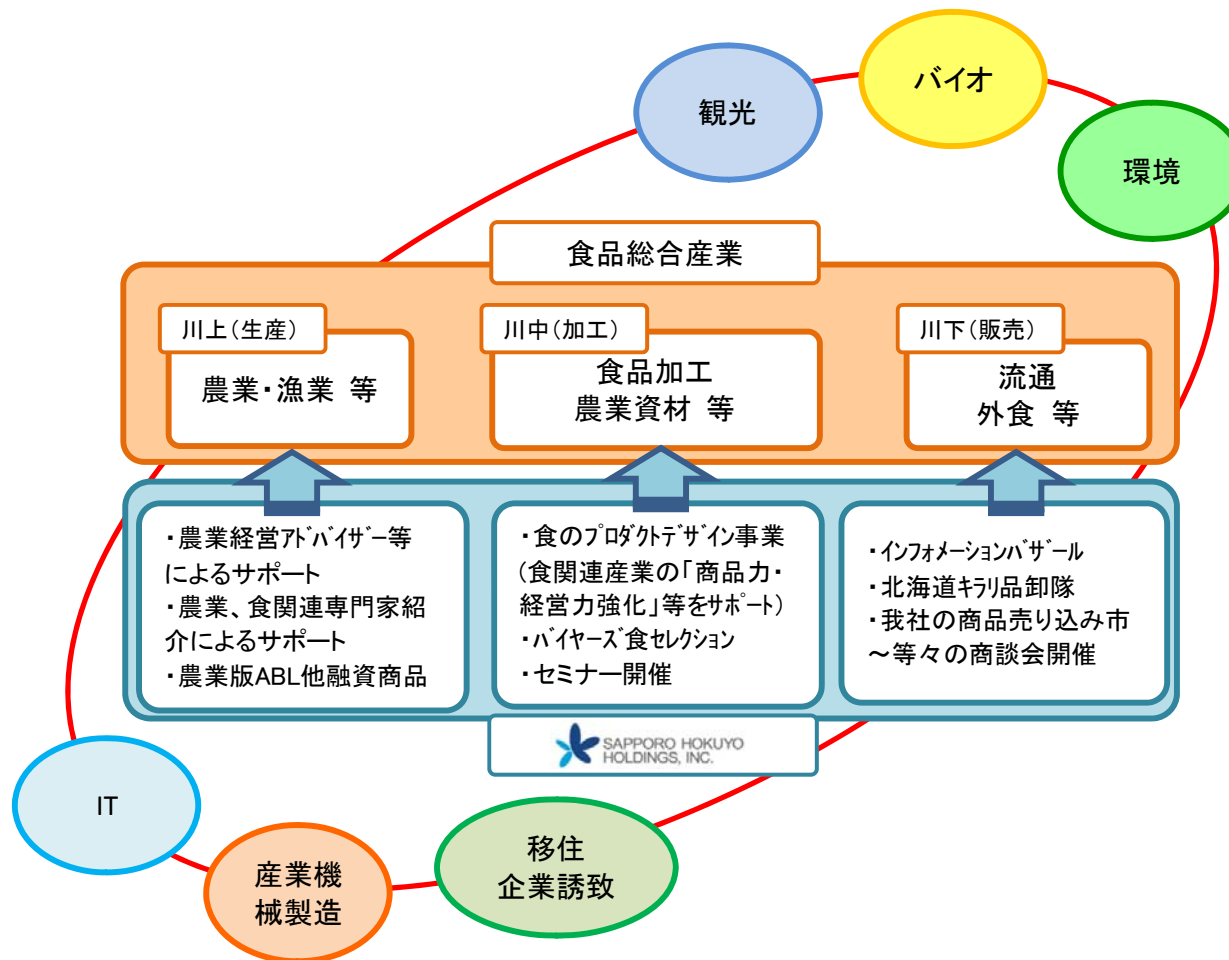 バイオ
観光
環境
食品総合産業
川上（生産）
農業・漁業 等
川中（加工）
食品加工
農業資材 等
川下（販売）
流通
外食 等
・農業経営ｱﾄﾞﾊﾞｲｻﾞｰ等
によるサポート
・農業、食関連専門家紹
介によるサポート
・農業版ABL他融資商品
・食のﾌﾟﾛﾀﾞｸﾄﾃﾞｻﾞｲﾝ事業
（食関連産業の「商品力・
経営力強化」等をｻﾎﾟｰﾄ）
・ﾊﾞｲﾔｰｽﾞ食セレクション
・セミナー開催
・ｲﾝﾌｫﾒｰｼｮﾝﾊﾞｻﾞｰﾙ
・北海道キラリ品卸隊
・我社の商品売り込み市
～等々の商談会開催
SAPPORO HOKUYO
HOLDINGS, INC.
IT
産業機
械製造
移住
企業誘致